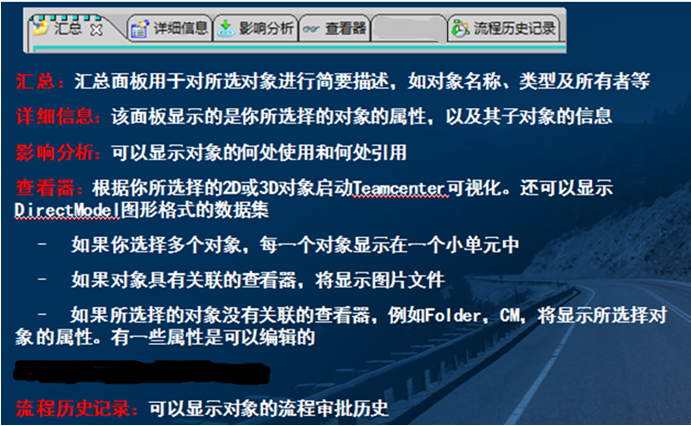 汇总 详细信息 影响分析 查看器 流程历史记录
汇总：汇总面板用于对所选对象进行简要描述，如对象名称、类型及所有者等
详细信息：该面板显示的是你所选择的对象的属性，以及其子对象的信息
影响分析：可以显示对象的何处使用和何处引用
查看器：根据你所选择的2D或3D对象启动Teamcenter可视化。还可以显示
DirectModel图形格式的数据集
- 如果你选择多个对象，每一个对象显示在一个小单元中
- 如果对象具有关联的查看器，将显示图片文件
- 如果所选择的对象没有关联的查看器，例如Folder，CM，将显示所选择对
象的属性。有一些属性是可以编辑的
流程历史记录：可以显示对象的流程审批历史